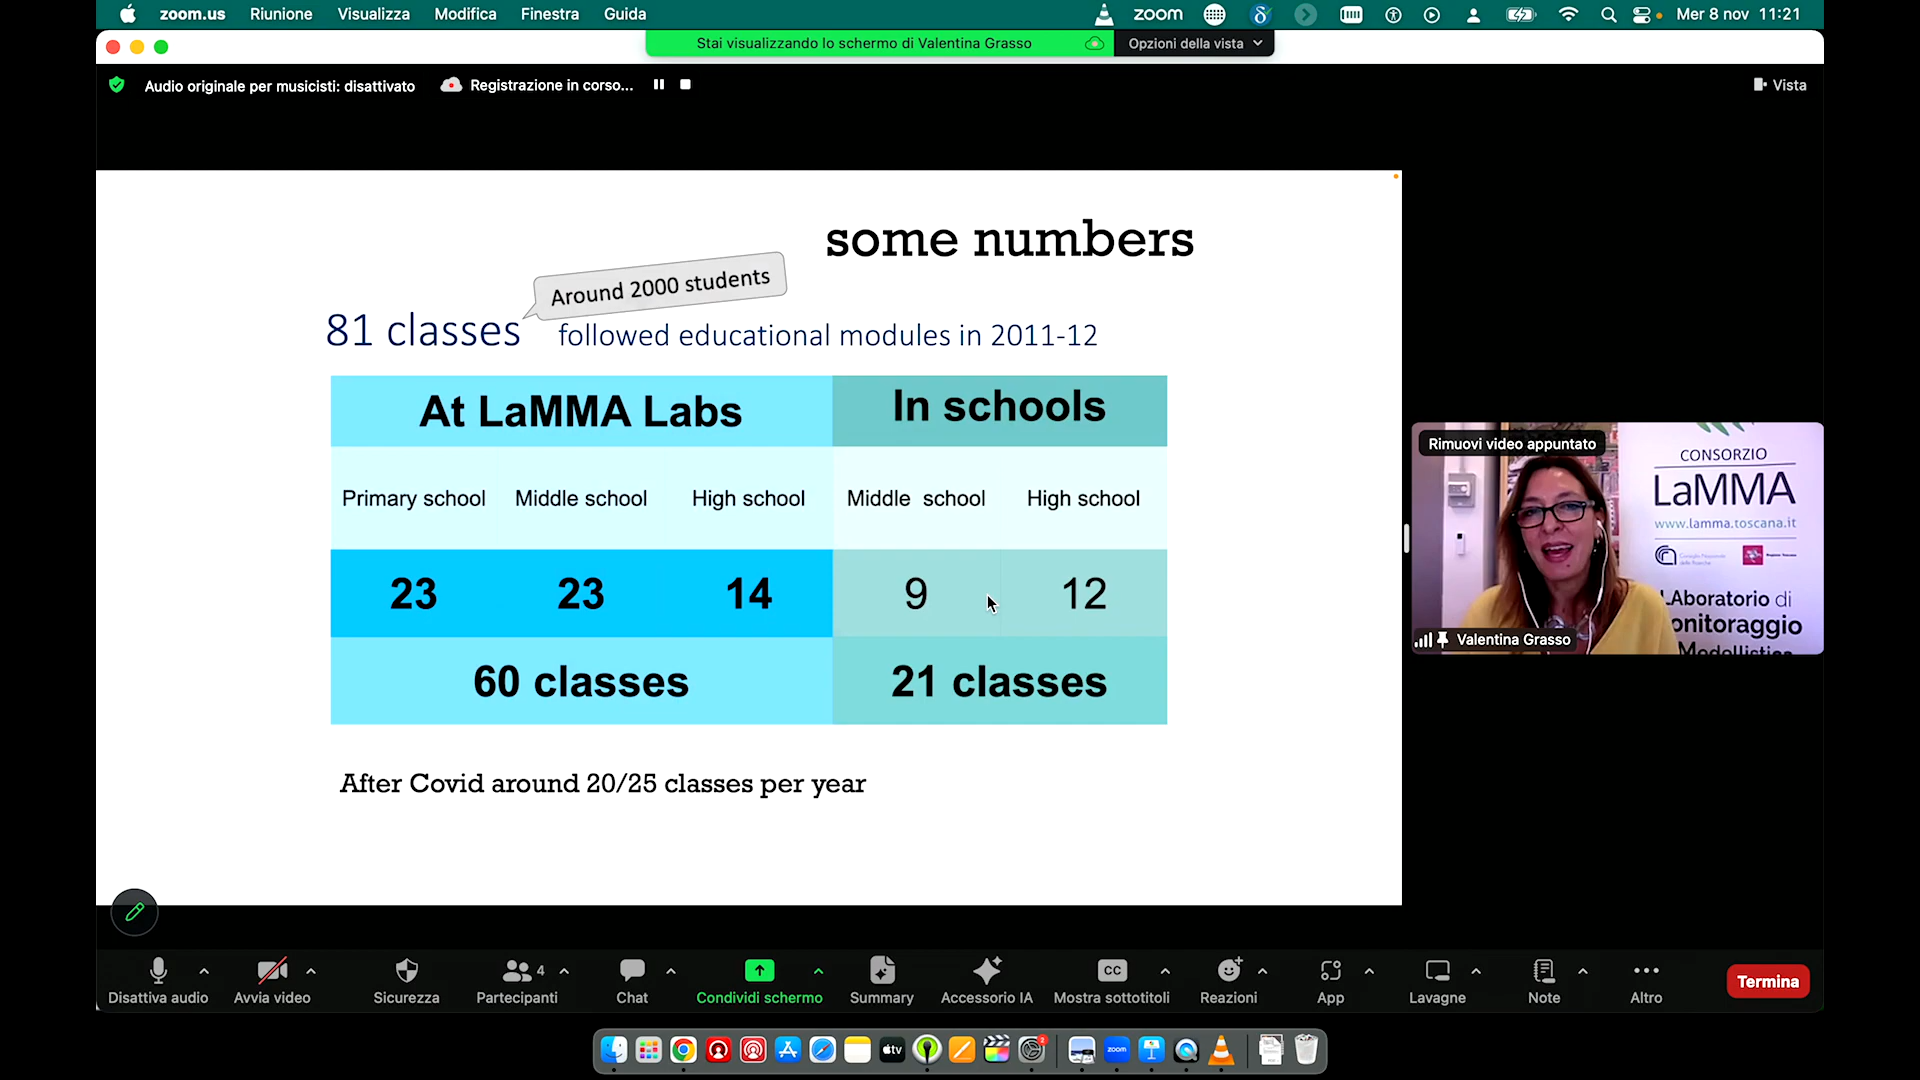 zoom.us Riunione Visualizza Modifica Finestra Guida
zoom Mer 8 nov 11:21
Stai visualizzando lo schermo di Valentina Grasso
Opzioni della vista
Audio originale per musicisti: disattivato
Registrazione in corso...
Vista
some numbers
Around 2000 students
81 classes followed educational modules in 2011-12
At LaMMA Labs In schools
Primary school Middle school High school Middle school High school
23 23 14 9 12
60 classes 21 classes
After Covid around 20/25 classes per year
Rimuovi video appuntato
CONSORZIO
LaMMA
www.lamma.toscana.it
LAboratorio di
onitoraggio
Modellistic
Valentina Grasso
Disattiva audio
Avvia video
Sicurezza
4
Partecipanti
Chat
Condividi schermo
Summary
Accessorio IA
CC
Mostra sottotitoli
Reazioni
App
Lavagne
Note
Altro
Termina
tv
2
zoom